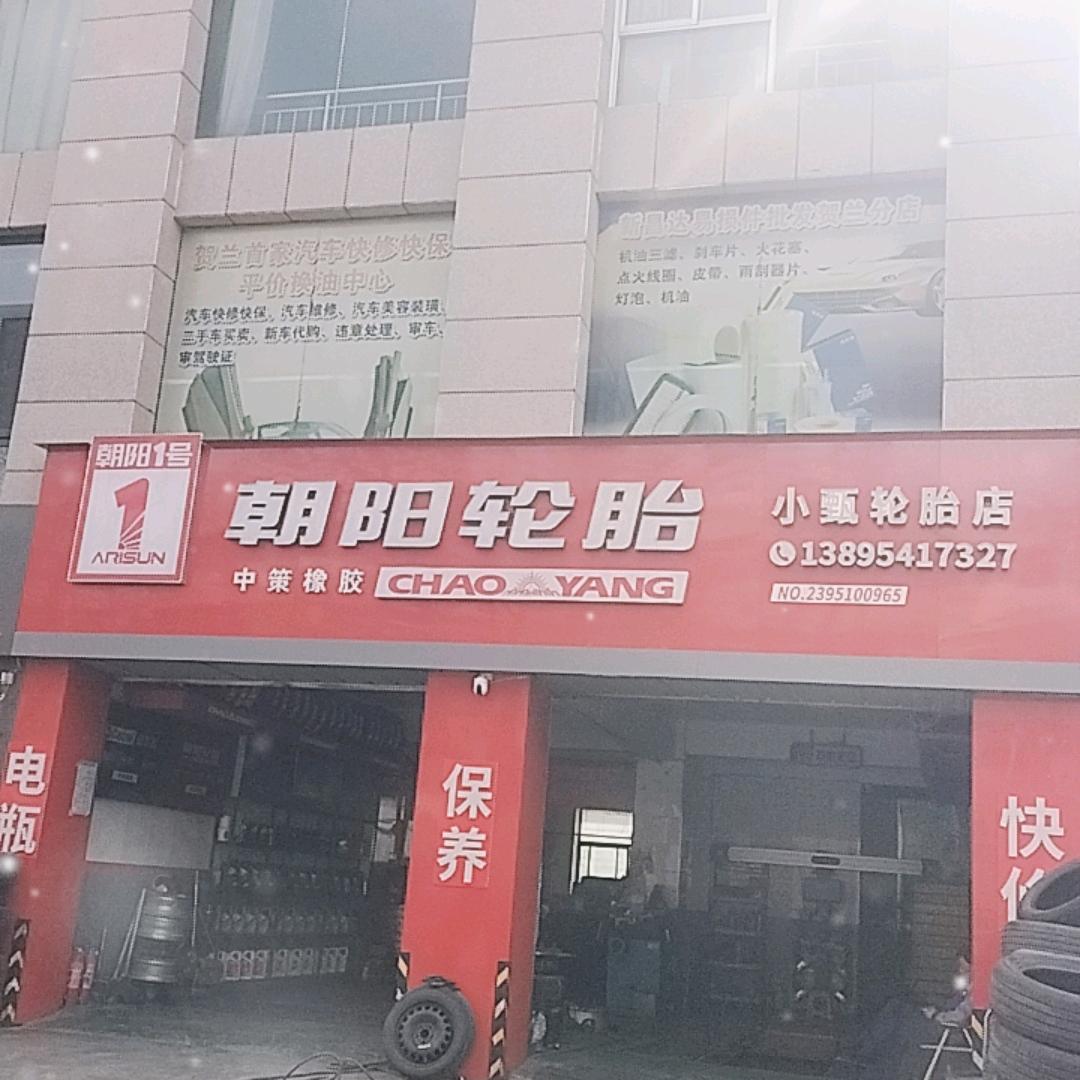 贺兰首家汽车快修快保
平价换油中心
汽车快修快保、汽车维修、汽车美容装璜、
二手车买卖、新车代购、违章处理、审车、
审驾驶证
新昌达易损件批发贺兰分店
机油三滤、刹车片、火花塞、
点火线圈、皮带、雨刮器片、
灯泡、机油
朝阳1号
1
ARISUN
朝阳轮胎
中策橡胶 CHAO YANG
小甄轮胎店
13895417327
NO.2395100965
电瓶
保养
快